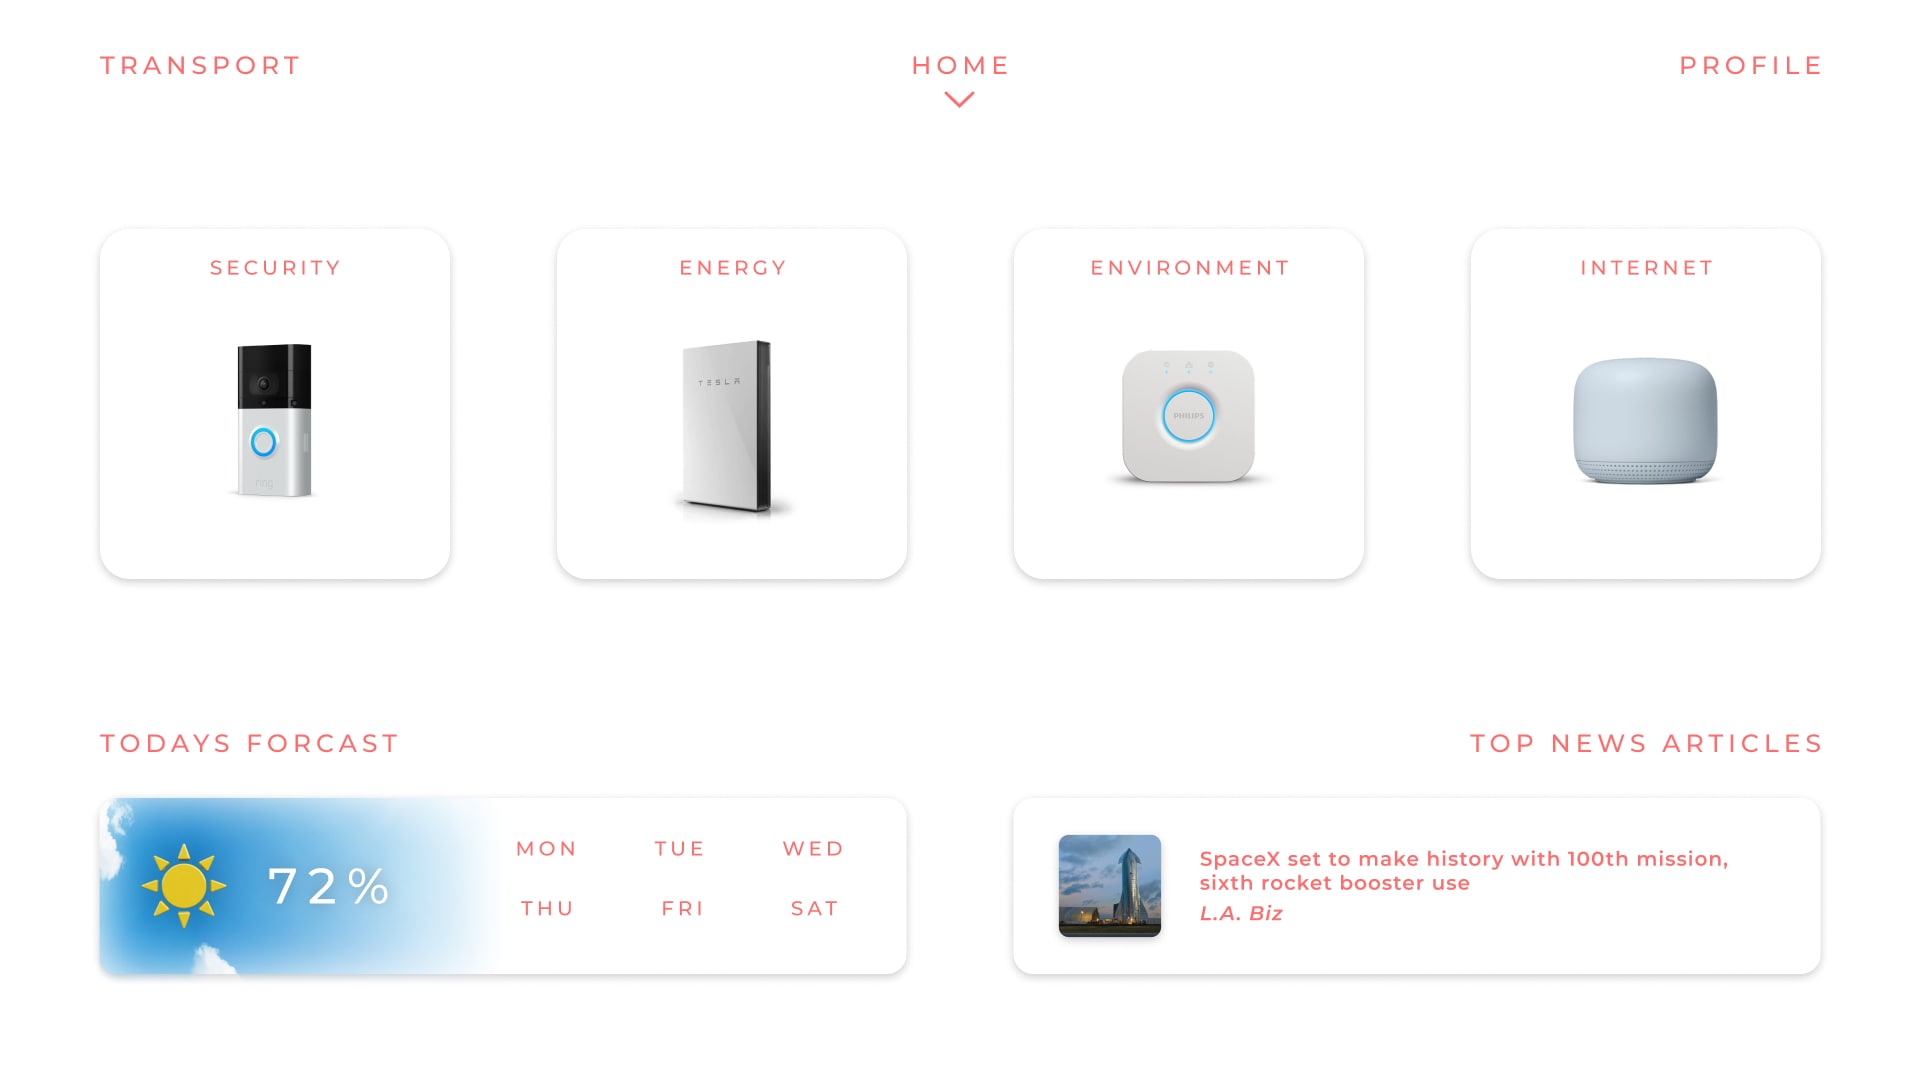 TRANSPORT
HOME
PROFILE
SECURITY
ENERGY
ENVIRONMENT
INTERNET
TESLA
PHILIPS
ring
TODAYS FORCAST
TOP NEWS ARTICLES
72%
MON TUE WED
THU FRI SAT
SpaceX set to make history with 100th mission,
sixth rocket booster use
L.A. Biz